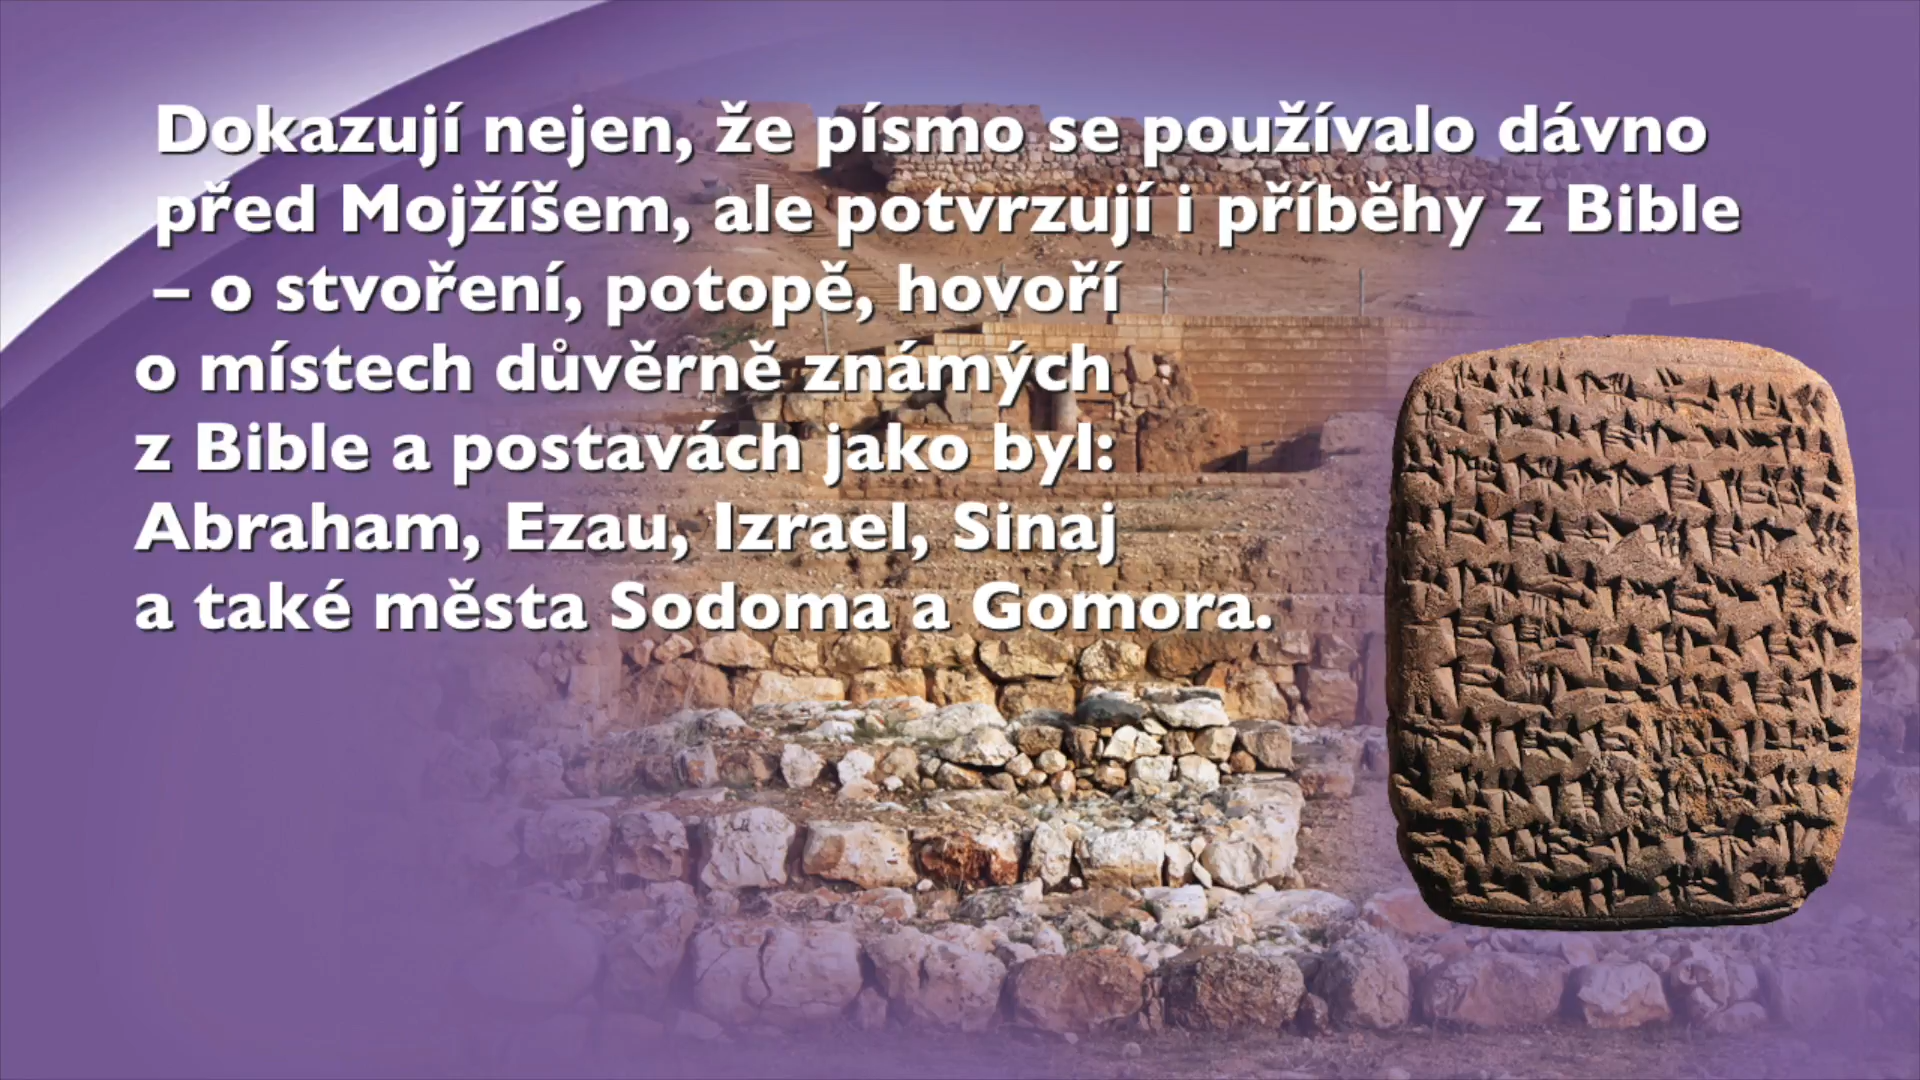 Dokazují nejen, že písmo se používalo dávno
před Mojžíšem, ale potvrzují i příběhy z Bible
– o stvoření, potopě, hovoří
o místech důvěrně známých
z Bible a postavách jako byl:
Abraham, Ezau, Izrael, Sinaj
a také města Sodoma a Gomora.